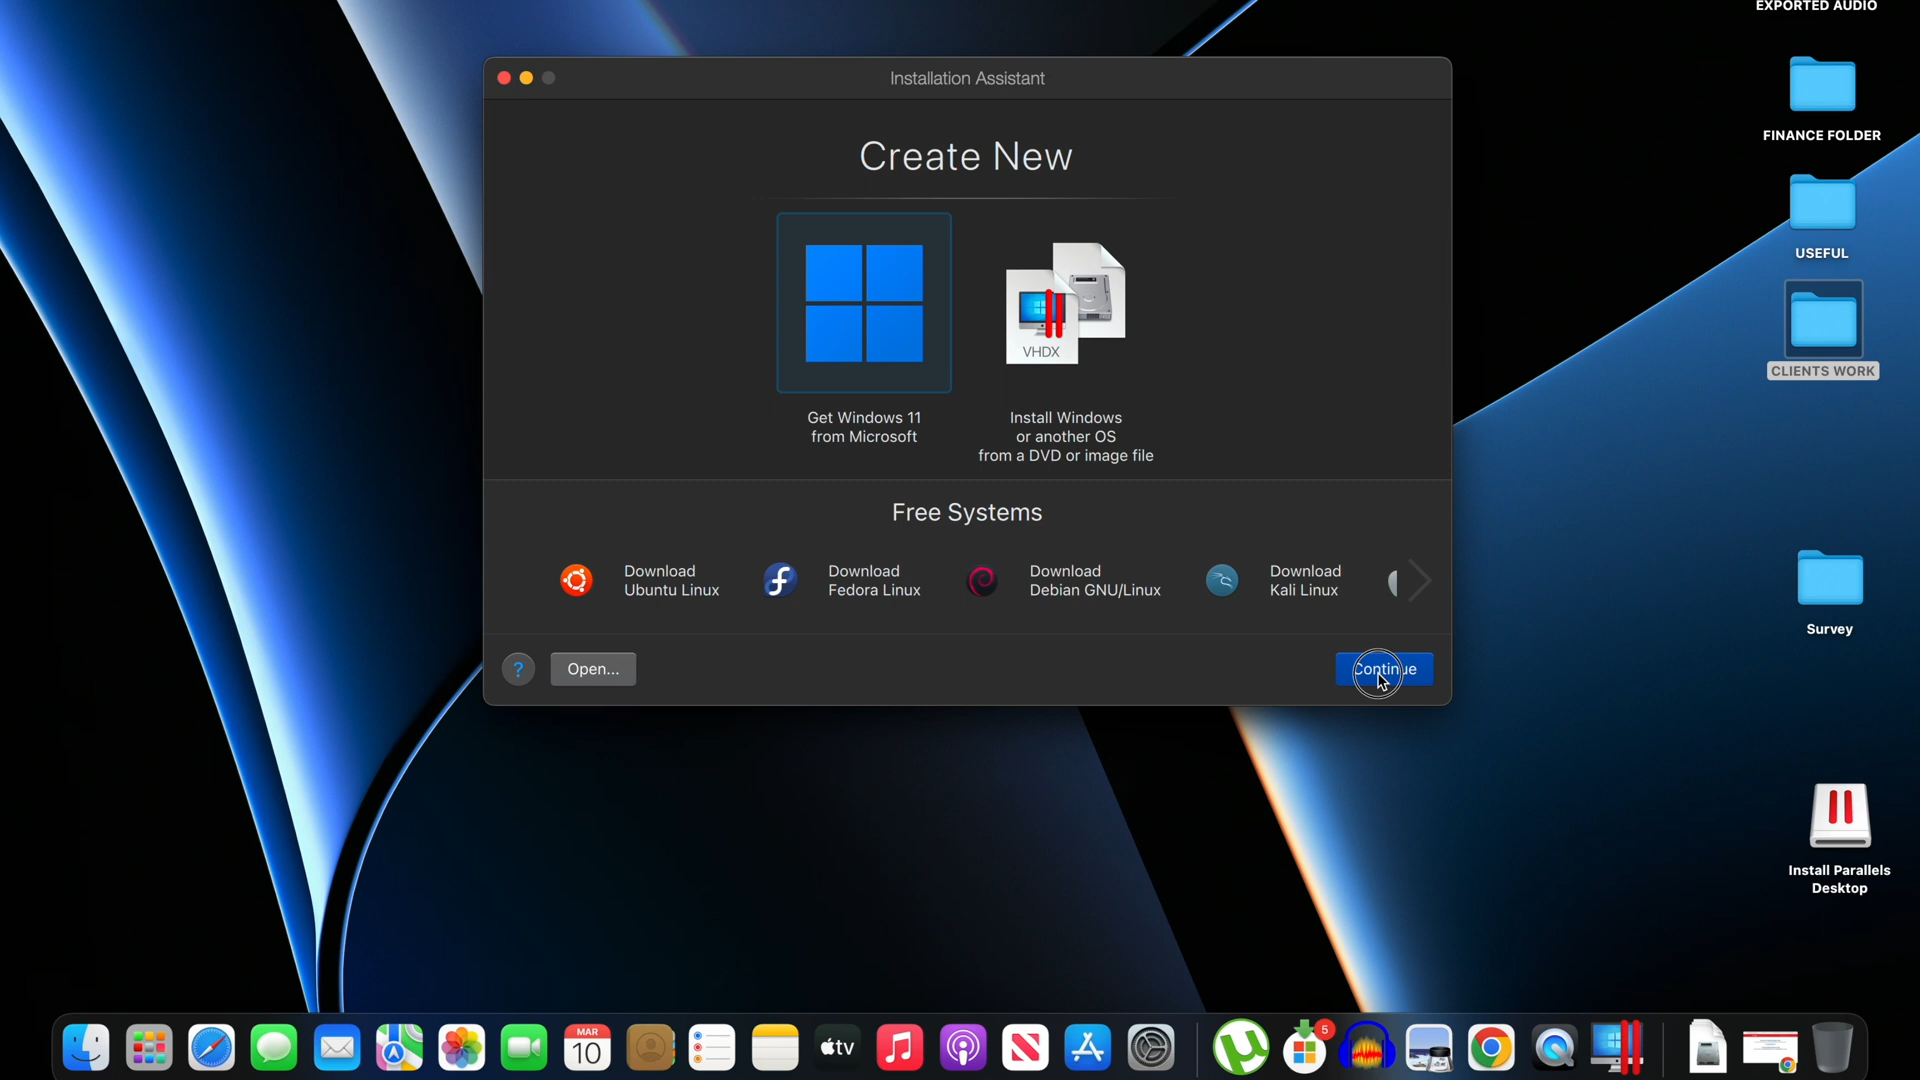 EXPORTED AUDIO
Installation Assistant
FINANCE FOLDER
Create New
USEFUL
VHDX
CLIENTS WORK
Get Windows 11
from Microsoft
Install Windows
or another OS
from a DVD or image file
Free Systems
Download
Ubuntu Linux
Download
Fedora Linux
Download
Debian GNU/Linux
Download
Kali Linux
Survey
?
Open...
Continue
Install Parallels
Desktop
MAR
10
tv
5